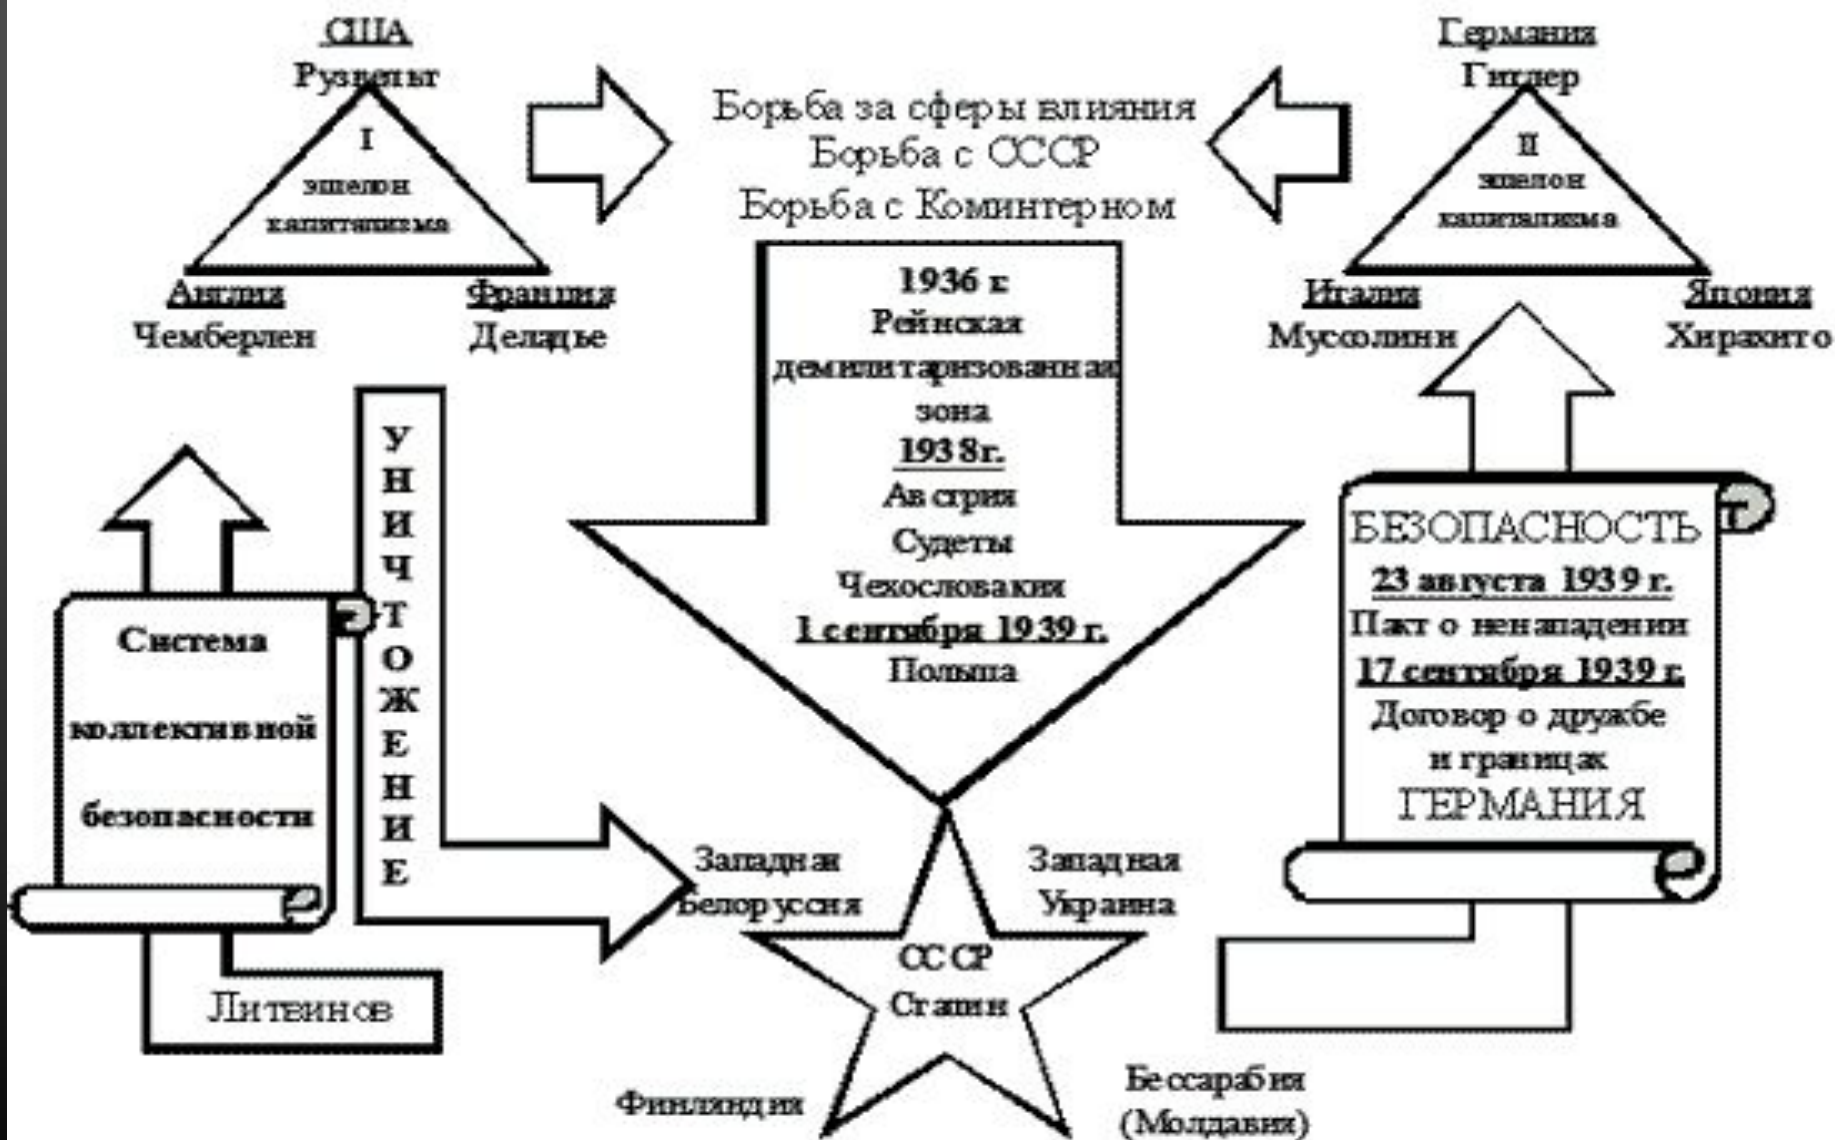 США
Рузвельт
I
эшелон
капитализма
Англия
Чемберлен
Франция
Деладье
Борьба за сферы влияния
Борьба с СССР
Борьба с Коминтерном
Германия
Гитлер
II
эшелон
капитализма
Италия
Муссолини
Япония
Хирахито
1936 г.
Рейнская
демилитаризованная
зона
1938г.
Австрия
Судеты
Чехословакия
1 сентября 1939 г.
Польша
УНИЧТОЖЕНИЕ
Система
коллективной
безопасности
Литвинов
БЕЗОПАСНОСТЬ
23 августа 1939 г.
Пакт о ненападении
17 сентября 1939 г.
Договор о дружбе
и границах
ГЕРМАНИЯ
Западная
Белоруссия
Западная
Украина
СССР
Сталин
Финляндия
Бессарабия
(Молдавия)